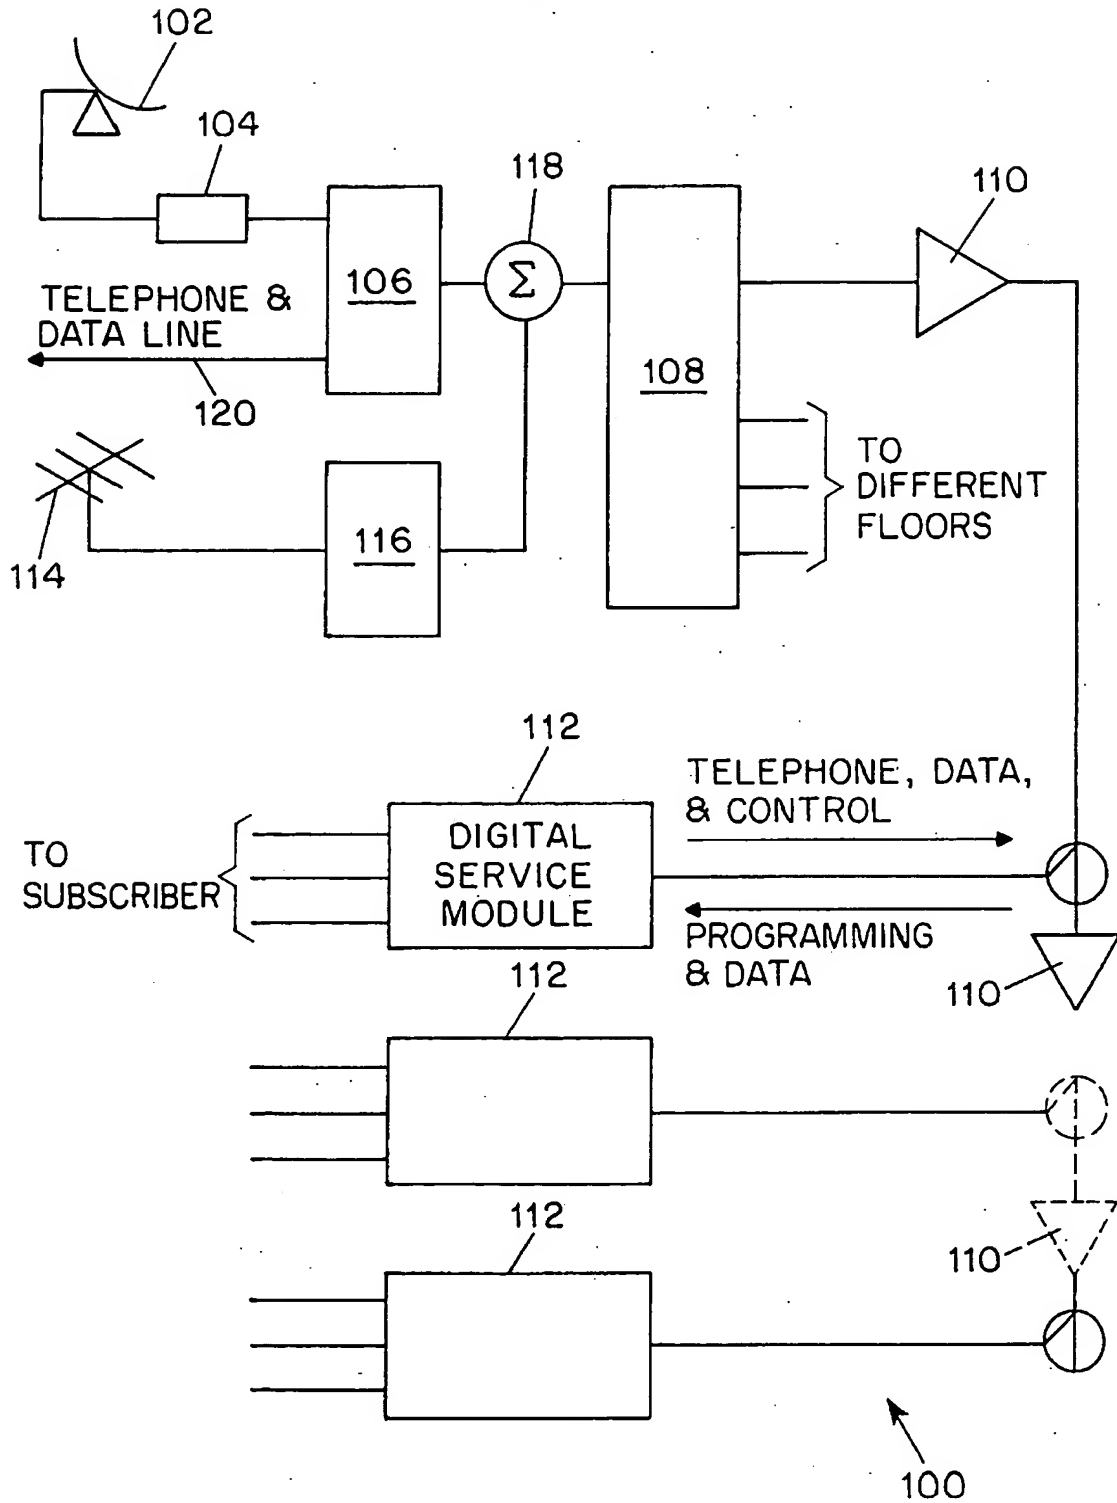 102
104
118
110
106
TELEPHONE &
DATA LINE
120
108
TO
DIFFERENT
FLOORS
114
116
112
TELEPHONE, DATA,
& CONTROL
TO
SUBSCRIBER
DIGITAL
SERVICE
MODULE
PROGRAMMING
& DATA
110
112
110
112
100